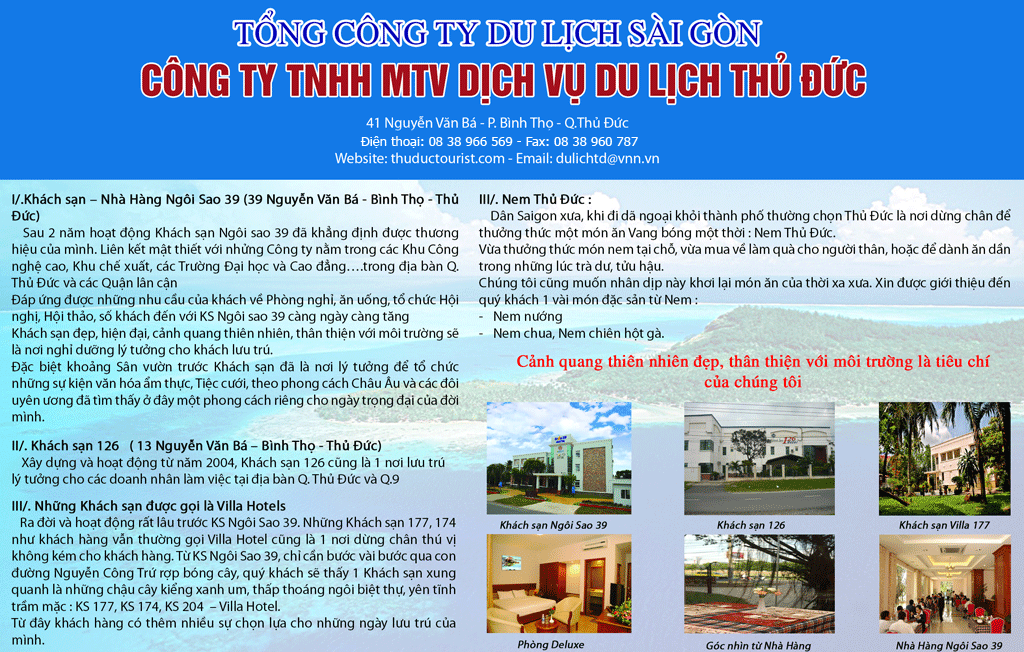 TỔNG CÔNG TY DU LỊCH SÀI GÒN
CÔNG TY TNHH MTV DỊCH VỤ DU LỊCH THỦ ĐỨC
41 Nguyễn Văn Bá - P. Bình Thọ - Q.Thủ Đức
Điện thoại: 08 38 966 569 - Fax: 08 38 960 787
Website: thuductourist.com - Email: dulichtd@vnn.vn
I/.Khách sạn – Nhà Hàng Ngôi Sao 39 (39 Nguyễn Văn Bá - Bình Thọ - Thủ
Đức)
Sau 2 năm hoạt động Khách sạn Ngôi sao 39 đã khẳng định được thương
hiệu của mình. Liên kết mật thiết với những Công ty nằm trong các Khu Công
nghệ cao, Khu chế xuất, các Trường Đại học và Cao đẳng….trong địa bàn Q.
Thủ Đức và các Quận lân cận
Đáp ứng được những nhu cầu của khách về Phòng nghỉ, ăn uống, tổ chức Hội
nghị, Hội thảo, số khách đến với KS Ngôi sao 39 càng ngày càng tăng
Khách sạn đẹp, hiện đại, cảnh quang thiên nhiên, thân thiện với môi trường sẽ
là nơi nghỉ dưỡng lý tưởng cho khách lưu trú.
Đặc biệt khoảng Sân vườn trước Khách sạn đã là nơi lý tưởng để tổ chức
những sự kiện văn hóa ẩm thực, Tiệc cưới, theo phong cách Châu Âu và các đôi
uyên ương đã tìm thấy ở đây một phong cách riêng cho ngày trọng đại của đời
mình.
II/. Khách sạn 126 ( 13 Nguyễn Văn Bá – Bình Thọ - Thủ Đức)
Xây dựng và hoạt động từ năm 2004, Khách sạn 126 cũng là 1 nơi lưu trú
lý tưởng cho các doanh nhân làm việc tại địa bàn Q. Thủ Đức và Q.9
III/. Những Khách sạn được gọi là Villa Hotels
Ra đời và hoạt động rất lâu trước KS Ngôi Sao 39. Những Khách sạn 177, 174
như khách hàng vẫn thường gọi Villa Hotel cũng là 1 nơi dừng chân thú vị
không kém cho khách hàng. Từ KS Ngôi Sao 39, chỉ cần bước vài bước qua con
đường Nguyễn Công Trứ rợp bóng cây, quý khách sẽ thấy 1 Khách sạn xung
quanh là những chậu cây kiểng xanh um, thấp thoáng ngôi biệt thự, yên tĩnh
trầm mặc : KS 177, KS 174, KS 204 – Villa Hotel.
Từ đây khách hàng có thêm nhiều sự chọn lựa cho những ngày lưu trú của
mình.
III/. Nem Thủ Đức :
Dân Saigon xưa, khi đi dã ngoại khỏi thành phố thường chọn Thủ Đức là nơi dừng chân để
thưởng thức một món ăn Vang bóng một thời : Nem Thủ Đức.
Vừa thưởng thức món nem tại chỗ, vừa mua về làm quà cho người thân, hoặc để dành ăn dần
trong những lúc trà dư, tửu hậu.
Chúng tôi cũng muốn nhân dịp này khơi lại món ăn của thời xa xưa. Xin được giới thiệu đến
quý khách 1 vài món đặc sản từ Nem :
- Nem nướng
- Nem chua, Nem chiên hột gà.
Cảnh quang thiên nhiên đẹp, thân thiện với môi trường là tiêu chí
của chúng tôi
Khách sạn Ngôi Sao 39
Khách sạn 126
Khách sạn Villa 177
Phòng Deluxe
Góc nhìn từ Nhà Hàng
Nhà Hàng Ngôi Sao 39